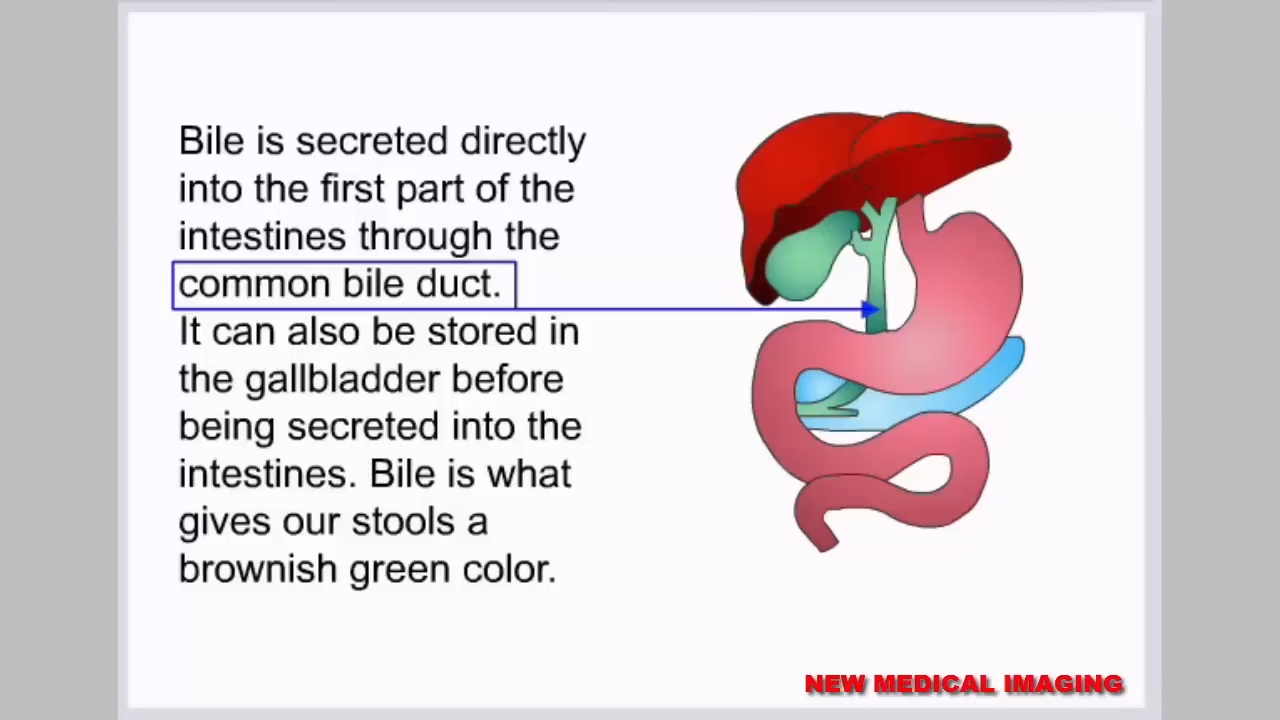 Bile is secreted directly
into the first part of the
intestines through the
common bile duct.
It can also be stored in
the gallbladder before
being secreted into the
intestines. Bile is what
gives our stools a
brownish green color.
NEW MEDICAL IMAGING